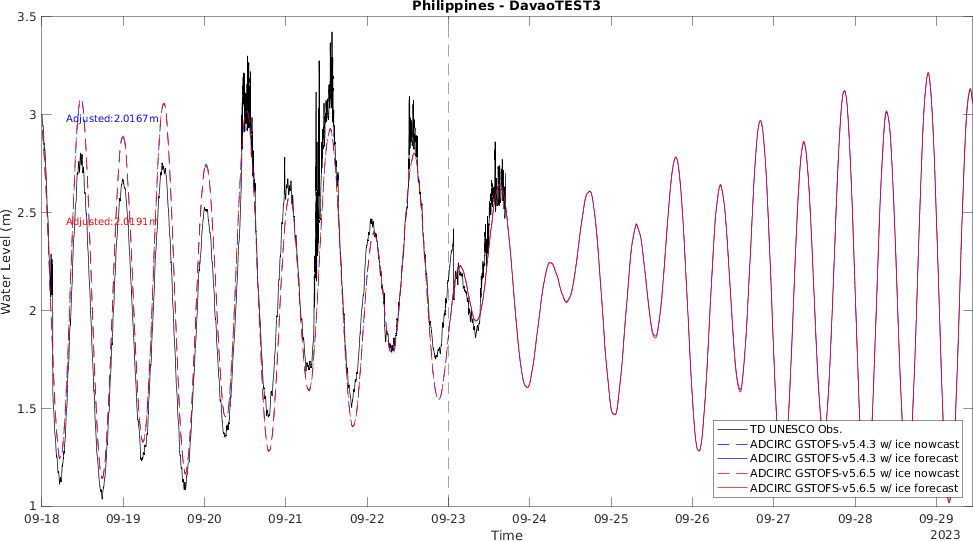 Philippines - DavaoTEST3
3.5
3
2.5
2
1.5
1
Water Level (m)
Adjusted:2.0167m
Adjusted:2.0191m
TD UNESCO Obs.
ADCIRC GSTOFS-v5.4.3 w/ ice nowcast
ADCIRC GSTOFS-v5.4.3 w/ ice forecast
ADCIRC GSTOFS-v5.6.5 w/ ice nowcast
ADCIRC GSTOFS-v5.6.5 w/ ice forecast
09-18 09-19 09-20 09-21 09-22 09-23 09-24 09-25 09-26 09-27 09-28 09-29
2023
Time